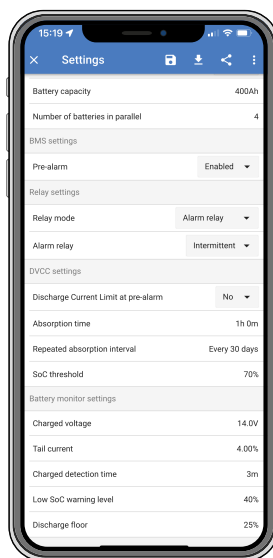 15:19
Settings
Battery capacity 400Ah
Number of batteries in parallel 4
BMS settings
Pre-alarm Enabled
Relay settings
Relay mode Alarm relay
Alarm relay Intermittent
DVCC settings
Discharge Current Limit at pre-alarm No
Absorption time 1h 0m
Repeated absorption interval Every 30 days
SoC threshold 70%
Battery monitor settings
Charged voltage 14.0V
Tail current 4.00%
Charged detection time 3m
Low SoC warning level 40%
Discharge floor 25%